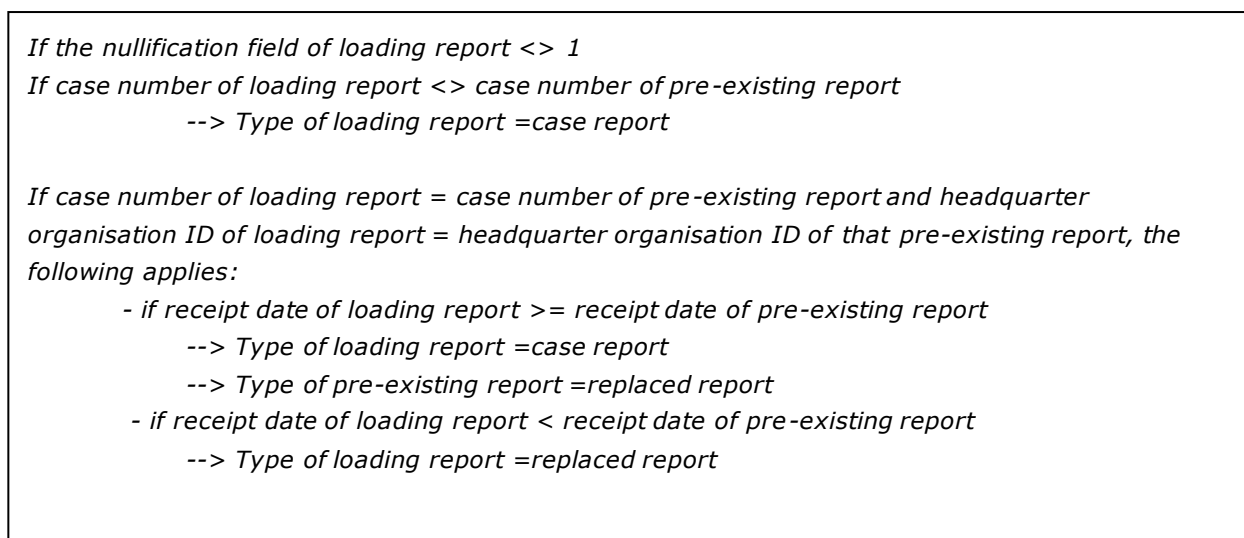 If the nullification field of loading report <> 1
If case number of loading report <> case number of pre-existing report
--> Type of loading report =case report
If case number of loading report = case number of pre-existing report and headquarter
organisation ID of loading report = headquarter organisation ID of that pre-existing report, the
following applies:
- if receipt date of loading report >= receipt date of pre-existing report
--> Type of loading report =case report
--> Type of pre-existing report =replaced report
- if receipt date of loading report < receipt date of pre-existing report
--> Type of loading report =replaced report